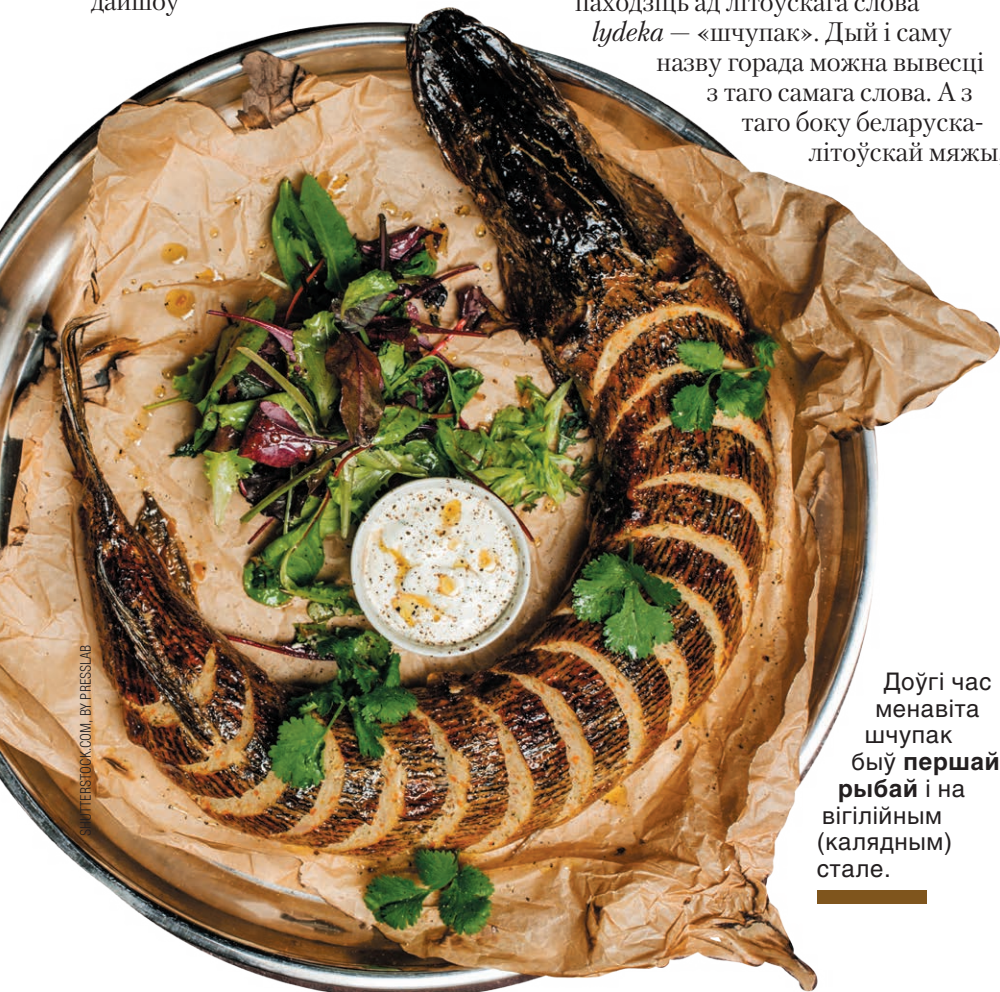 дайшоў
паходзіць ад літоўскага слова
lydeka — «шчупак». Дый і саму
назву горада можна вывесці
з таго самага слова. А з
таго боку беларуска-
літоўскай мяжы
SHUTTERSTOCK.COM, BY PRESSLAB
Доўгі час
менавіта
шчупак
быў першай
рыбай і на
вігілійным
(калядным)
стале.